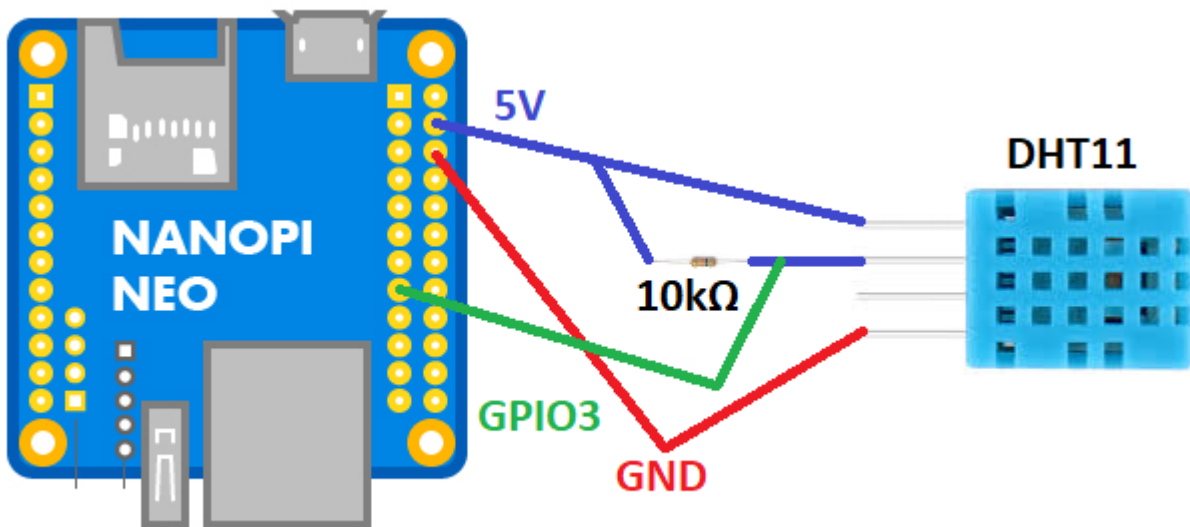 5V
DHT11
NANOPI
NEO
10kΩ
GPIO3
GND